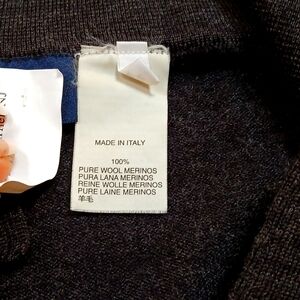 MADE IN ITALY
100%
PURE WOOL MERINOS
PURA LANA MERINOS
REINE WOLLE MERINOS
PURE LAINE MERINOS
羊毛